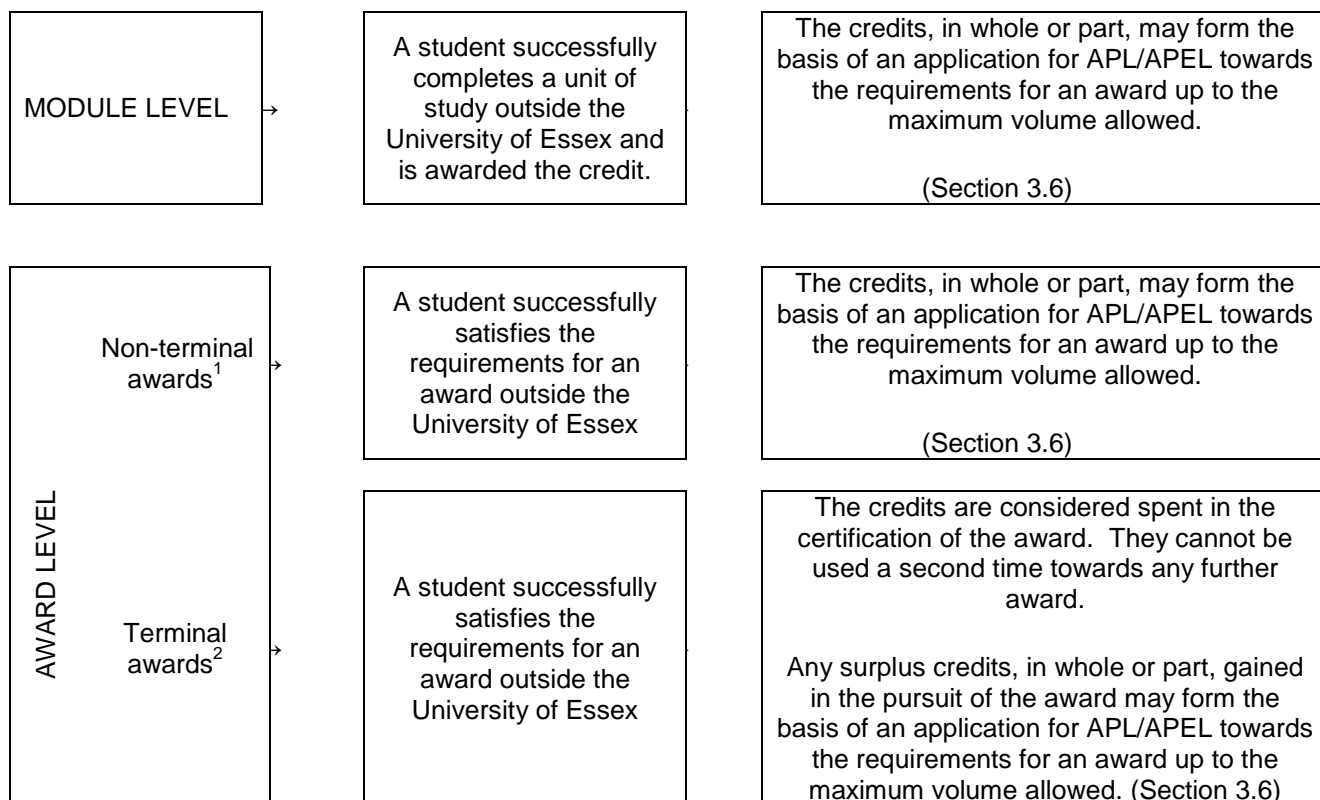 MODULE LEVEL
→
A student successfully
completes a unit of
study outside the
University of Essex and
is awarded the credit.
The credits, in whole or part, may form the
basis of an application for APL/APEL towards
the requirements for an award up to the
maximum volume allowed.
(Section 3.6)
AWARD LEVEL
Non-terminal
awards¹
→
A student successfully
satisfies the
requirements for an
award outside the
University of Essex
The credits, in whole or part, may form the
basis of an application for APL/APEL towards
the requirements for an award up to the
maximum volume allowed.
(Section 3.6)
Terminal
awards²
→
A student successfully
satisfies the
requirements for an
award outside the
University of Essex
The credits are considered spent in the
certification of the award.  They cannot be
used a second time towards any further
award.
Any surplus credits, in whole or part, gained
in the pursuit of the award may form the
basis of an application for APL/APEL towards
the requirements for an award up to the
maximum volume allowed. (Section 3.6)